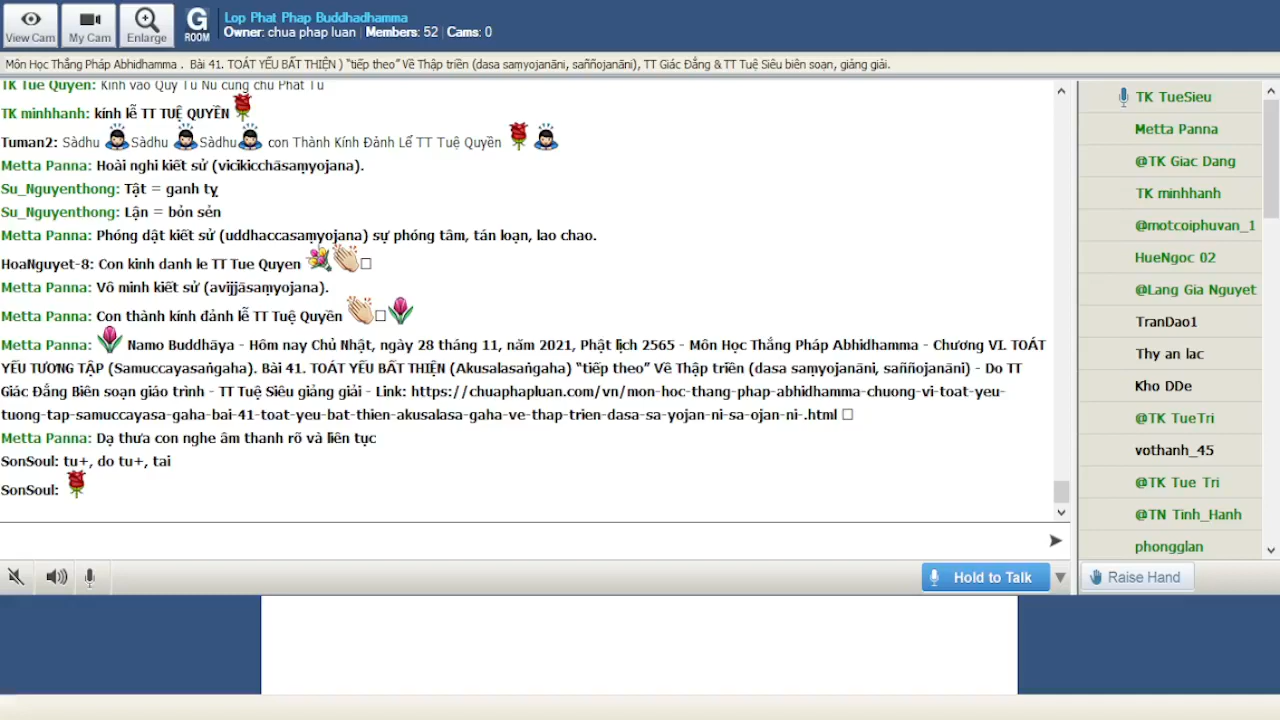 View Cam
My Cam
Enlarge
G
ROOM
Lop Phat Phap Buddhadhamma
Owner: chua phap luan | Members: 52 | Cams: 0
Môn Học Thắng Pháp Abhidhamma . Bài 41. TOÁT YẾU BẤT THIỆN ) “tiếp theo” Về Thập triền (dasa saṃyojanāni, saññojanāni), TT Giác Đẳng & TT Tuệ Siêu biên soạn, giảng giải.
TK Tue Quyen: Kinh vao Quy Tu Nu cung chu Phat Tu
TK minhhanh: kính lễ TT TUỆ QUYỀN
Tuman2: Sàdhu Sàdhu Sàdhu con Thành Kính Đảnh Lể TT Tuệ Quyền
Metta Panna: Hoài nghi kiết sử (vicikicchāsaṃyojana).
Su_Nguyenthong: Tật = ganh tỵ
Su_Nguyenthong: Lận = bỏn sẻn
Metta Panna: Phóng dật kiết sử (uddhaccasaṃyojana) sự phóng tâm, tán loạn, lao chao.
HoaNguyet-8: Con kinh danh le TT Tue Quyen
Metta Panna: Vô minh kiết sử (avijjāsaṃyojana).
Metta Panna: Con thành kính đảnh lễ TT Tuệ Quyền
Metta Panna: Namo Buddhāya - Hôm nay Chủ Nhật, ngày 28 tháng 11, năm 2021, Phật lịch 2565 - Môn Học Thắng Pháp Abhidhamma - Chương VI. TOÁT
YẾU TƯƠNG TẬP (Samuccayasaṅgaha). Bài 41. TOÁT YẾU BẤT THIỆN (Akusalasaṅgaha) “tiếp theo” Về Thập triền (dasa saṃyojanāni, saññojanāni) - Do TT
Giác Đẳng Biên soạn giáo trình - TT Tuệ Siêu giảng giải - Link: https://chuaphapluan.com/vn/mon-hoc-thang-phap-abhidhamma-chuong-vi-toat-yeu-
tuong-tap-samuccayasa-gaha-bai-41-toat-yeu-bat-thien-akusalasa-gaha-ve-thap-trien-dasa-sa-yojan-ni-sa-ojan-ni-.html
Metta Panna: Dạ thưa con nghe âm thanh rõ và liên tục
SonSoul: tu+, do tu+, tai
SonSoul:
TK TueSieu
Metta Panna
@TK Giac Dang
TK minhhanh
@motcoiphuvan_1
HueNgoc 02
@Lang Gia Nguyet
TranDao1
Thy an lac
Kho DDe
@TK TueTri
vothanh_45
@TK Tue Tri
@TN Tinh_Hanh
phongglan
Hold to Talk
Raise Hand